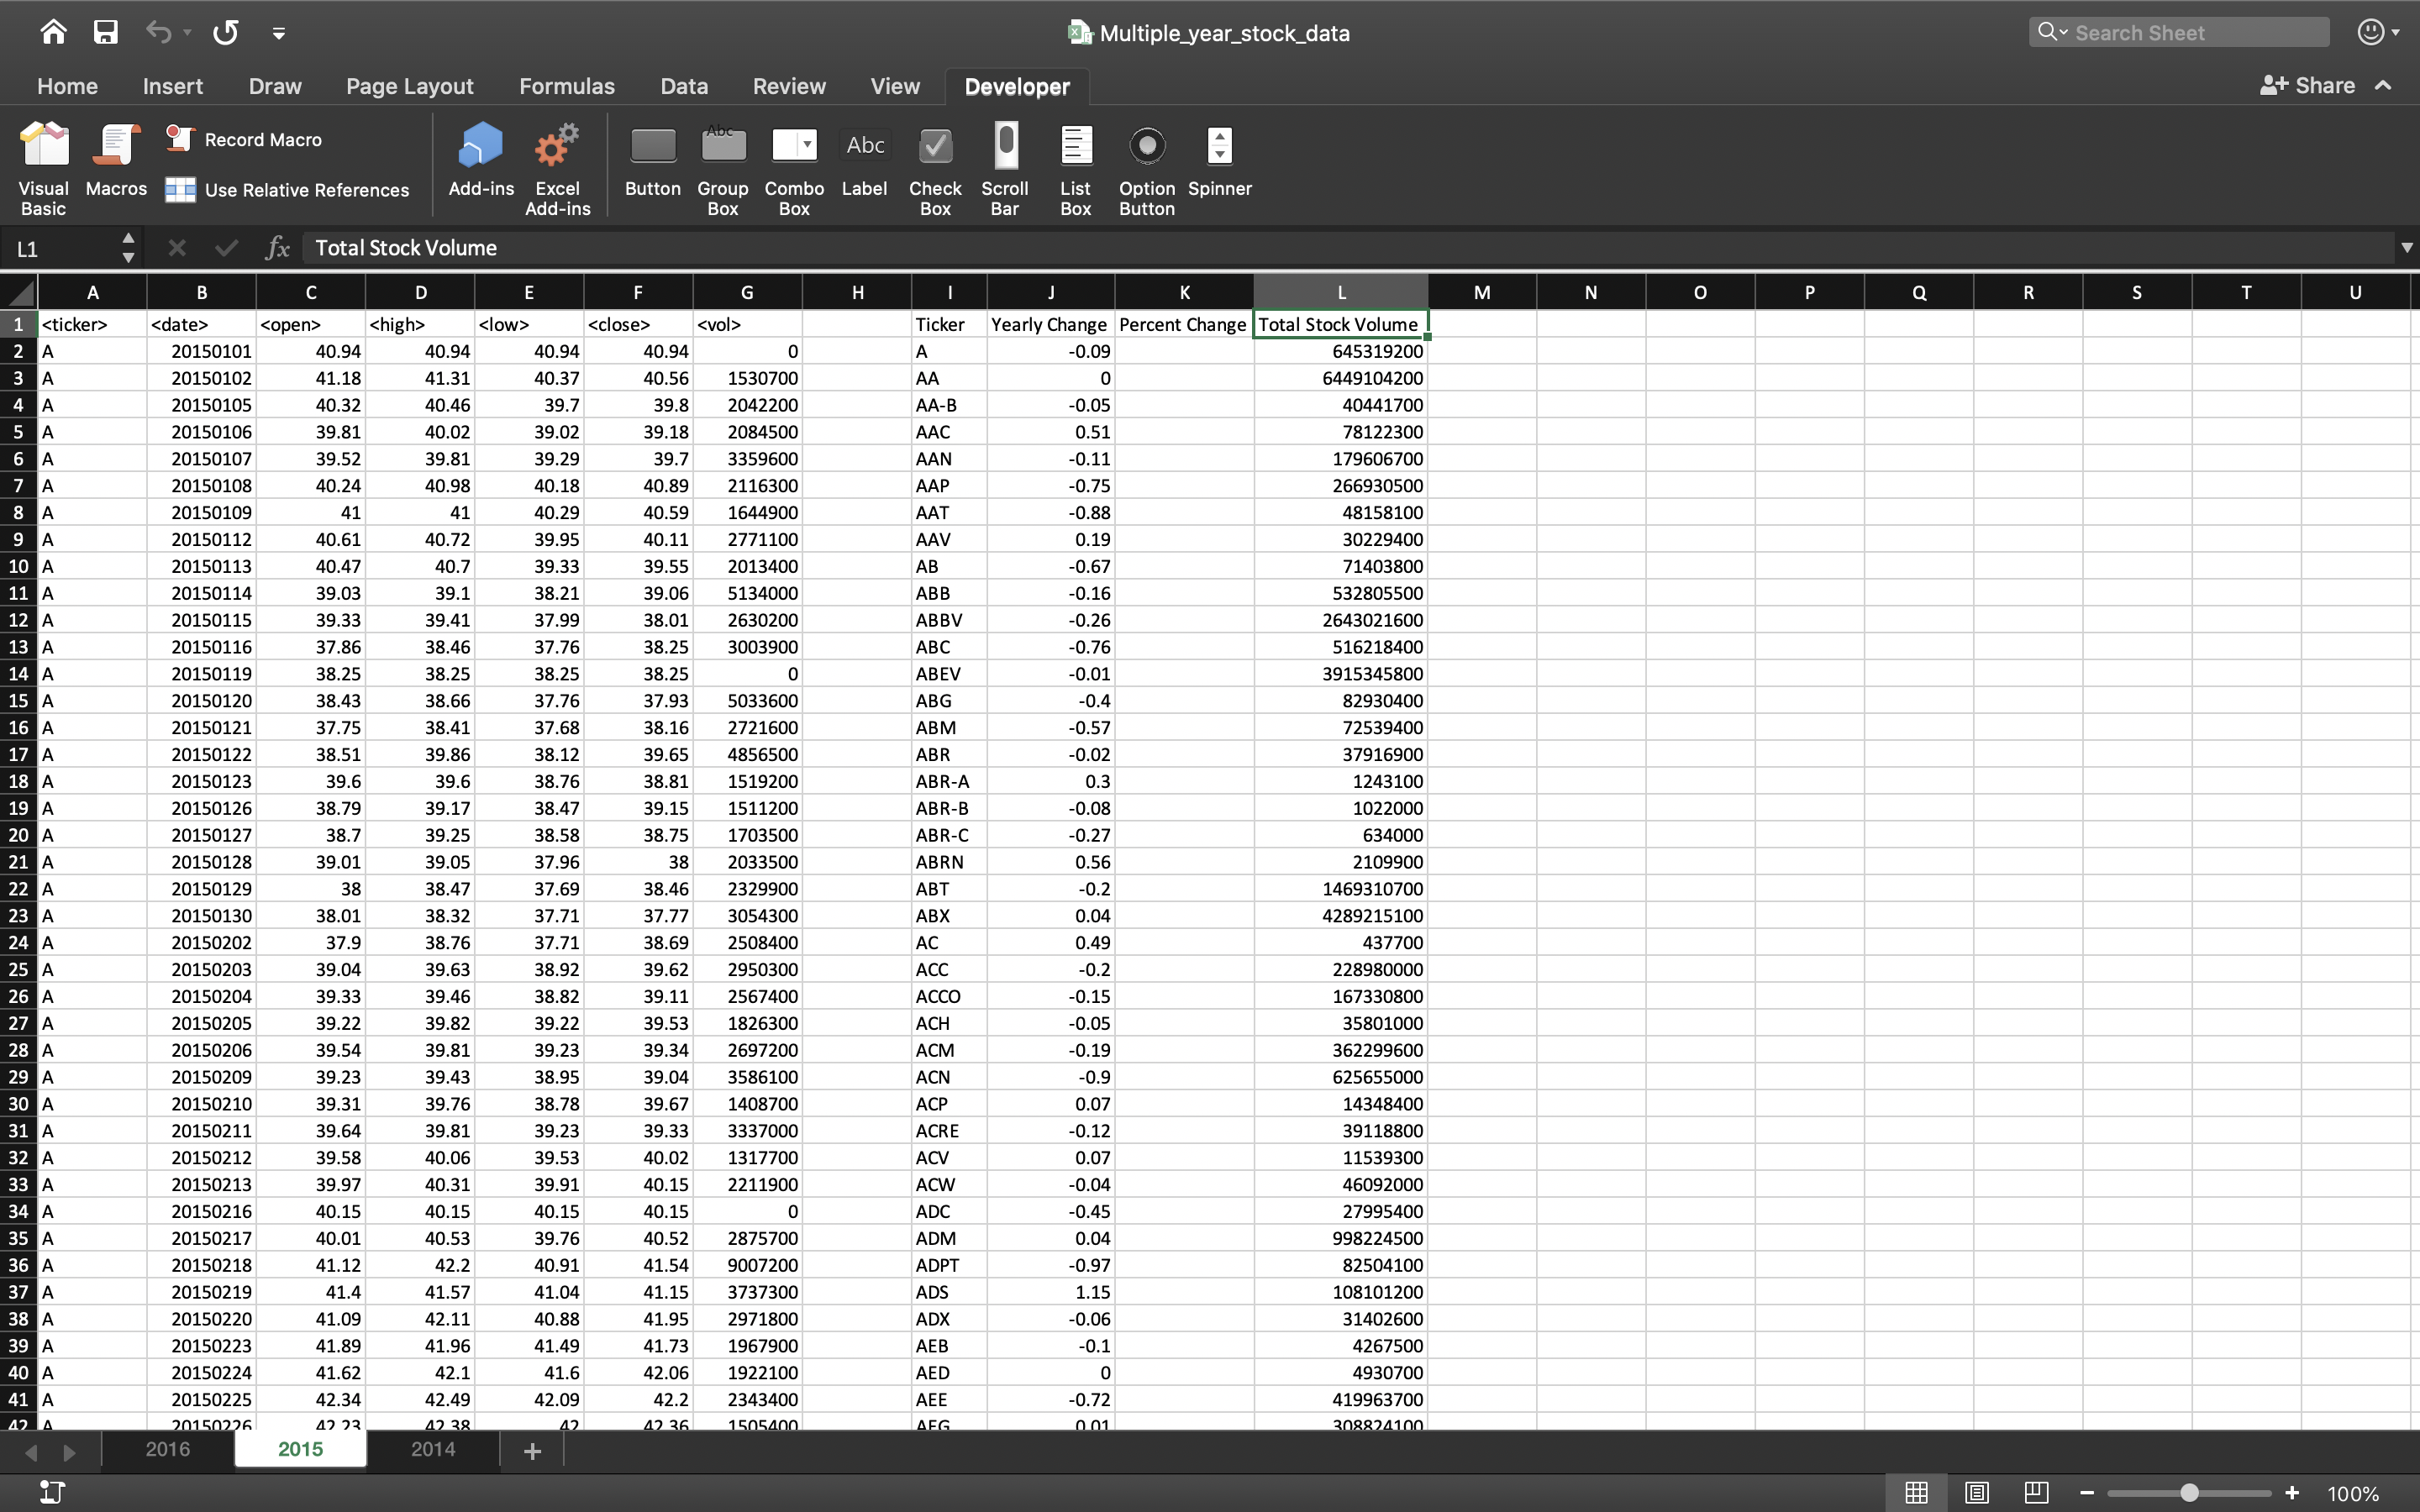 Multiple_year_stock_data
Search Sheet
Home Insert Draw Page Layout Formulas Data Review View Developer Share
Visual Basic
Macros
Record Macro
Use Relative References
Add-ins
Excel Add-ins
Button
Abc
Group Box
Combo Box
Abc
Label
Check Box
Scroll Bar
List Box
Option Button
Spinner
L1 fx Total Stock Volume
A B C D E F G H I J K L M N O P Q R S T U
1 <ticker> <date> <open> <high> <low> <close> <vol> Ticker Yearly Change Percent Change Total Stock Volume
2 A 20150101 40.94 40.94 40.94 40.94 0 A -0.09 645319200
3 A 20150102 41.18 41.31 40.37 40.56 1530700 AA 0 6449104200
4 A 20150105 40.32 40.46 39.7 39.8 2042200 AA-B -0.05 40441700
5 A 20150106 39.81 40.02 39.02 39.18 2084500 AAC 0.51 78122300
6 A 20150107 39.52 39.81 39.29 39.7 3359600 AAN -0.11 179606700
7 A 20150108 40.24 40.98 40.18 40.89 2116300 AAP -0.75 266930500
8 A 20150109 41 41 40.29 40.59 1644900 AAT -0.88 48158100
9 A 20150112 40.61 40.72 39.95 40.11 2771100 AAV 0.19 30229400
10 A 20150113 40.47 40.7 39.33 39.55 2013400 AB -0.67 71403800
11 A 20150114 39.03 39.1 38.21 39.06 5134000 ABB -0.16 532805500
12 A 20150115 39.33 39.41 37.99 38.01 2630200 ABBV -0.26 2643021600
13 A 20150116 37.86 38.46 37.76 38.25 3003900 ABC -0.76 516218400
14 A 20150119 38.25 38.25 38.25 38.25 0 ABEV -0.01 3915345800
15 A 20150120 38.43 38.66 37.76 37.93 5033600 ABG -0.4 82930400
16 A 20150121 37.75 38.41 37.68 38.16 2721600 ABM -0.57 72539400
17 A 20150122 38.51 39.86 38.12 39.65 4856500 ABR -0.02 37916900
18 A 20150123 39.6 39.6 38.76 38.81 1519200 ABR-A 0.3 1243100
19 A 20150126 38.79 39.17 38.47 39.15 1511200 ABR-B -0.08 1022000
20 A 20150127 38.7 39.25 38.58 38.75 1703500 ABR-C -0.27 634000
21 A 20150128 39.01 39.05 37.96 38 2033500 ABRN 0.56 2109900
22 A 20150129 38 38.47 37.69 38.46 2329900 ABT -0.2 1469310700
23 A 20150130 38.01 38.32 37.71 37.77 3054300 ABX 0.04 4289215100
24 A 20150202 37.9 38.76 37.71 38.69 2508400 AC 0.49 437700
25 A 20150203 39.04 39.63 38.92 39.62 2950300 ACC -0.2 228980000
26 A 20150204 39.33 39.46 38.82 39.11 2567400 ACCO -0.15 167330800
27 A 20150205 39.22 39.82 39.22 39.53 1826300 ACH -0.05 35801000
28 A 20150206 39.54 39.81 39.23 39.34 2697200 ACM -0.19 362299600
29 A 20150209 39.23 39.43 38.95 39.04 3586100 ACN -0.9 625655000
30 A 20150210 39.31 39.76 38.78 39.67 1408700 ACP 0.07 14348400
31 A 20150211 39.64 39.81 39.23 39.33 3337000 ACRE -0.12 39118800
32 A 20150212 39.58 40.06 39.53 40.02 1317700 ACV 0.07 11539300
33 A 20150213 39.97 40.31 39.91 40.15 2211900 ACW -0.04 46092000
34 A 20150216 40.15 40.15 40.15 40.15 0 ADC -0.45 27995400
35 A 20150217 40.01 40.53 39.76 40.52 2875700 ADM 0.04 998224500
36 A 20150218 41.12 42.2 40.91 41.54 9007200 ADPT -0.97 82504100
37 A 20150219 41.4 41.57 41.04 41.15 3737300 ADS 1.15 108101200
38 A 20150220 41.09 42.11 40.88 41.95 2971800 ADX -0.06 31402600
39 A 20150223 41.89 41.96 41.49 41.73 1967900 AEB -0.1 4267500
40 A 20150224 41.62 42.1 41.6 42.06 1922100 AED 0 4930700
41 A 20150225 42.34 42.49 42.09 42.2 2343400 AEE -0.72 419963700
42 A 20150226 42.23 42.38 42 42.36 1505400 AEG 0.01 308824100
2016 2015 2014
100%